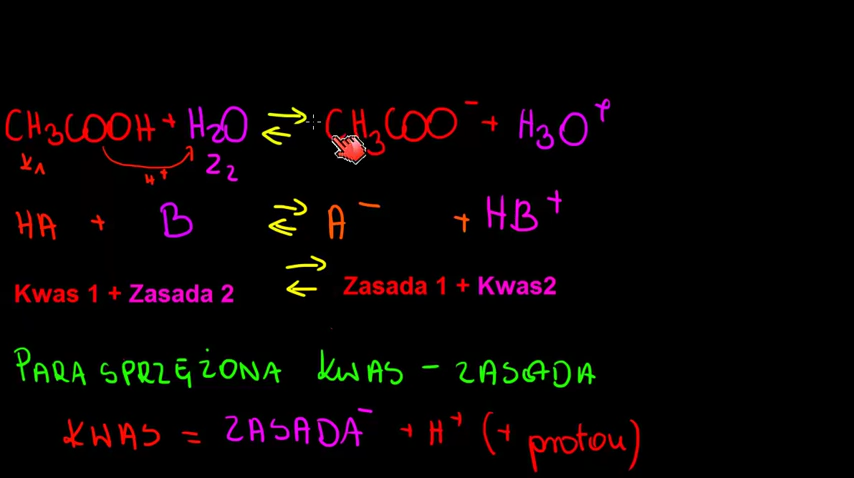 CH3COOH + H2O ⇌ CH3COO⁻ + H3O⁺
K1 H⁺ Z2
HA + B ⇌ A⁻ + HB⁺
Kwas 1 + Zasada 2 ⇌ Zasada 1 + Kwas2
PARA SPRZĘŻONA KWAS - ZASADA
KWAS = ZASADA⁻ + H⁺ (+ proton)